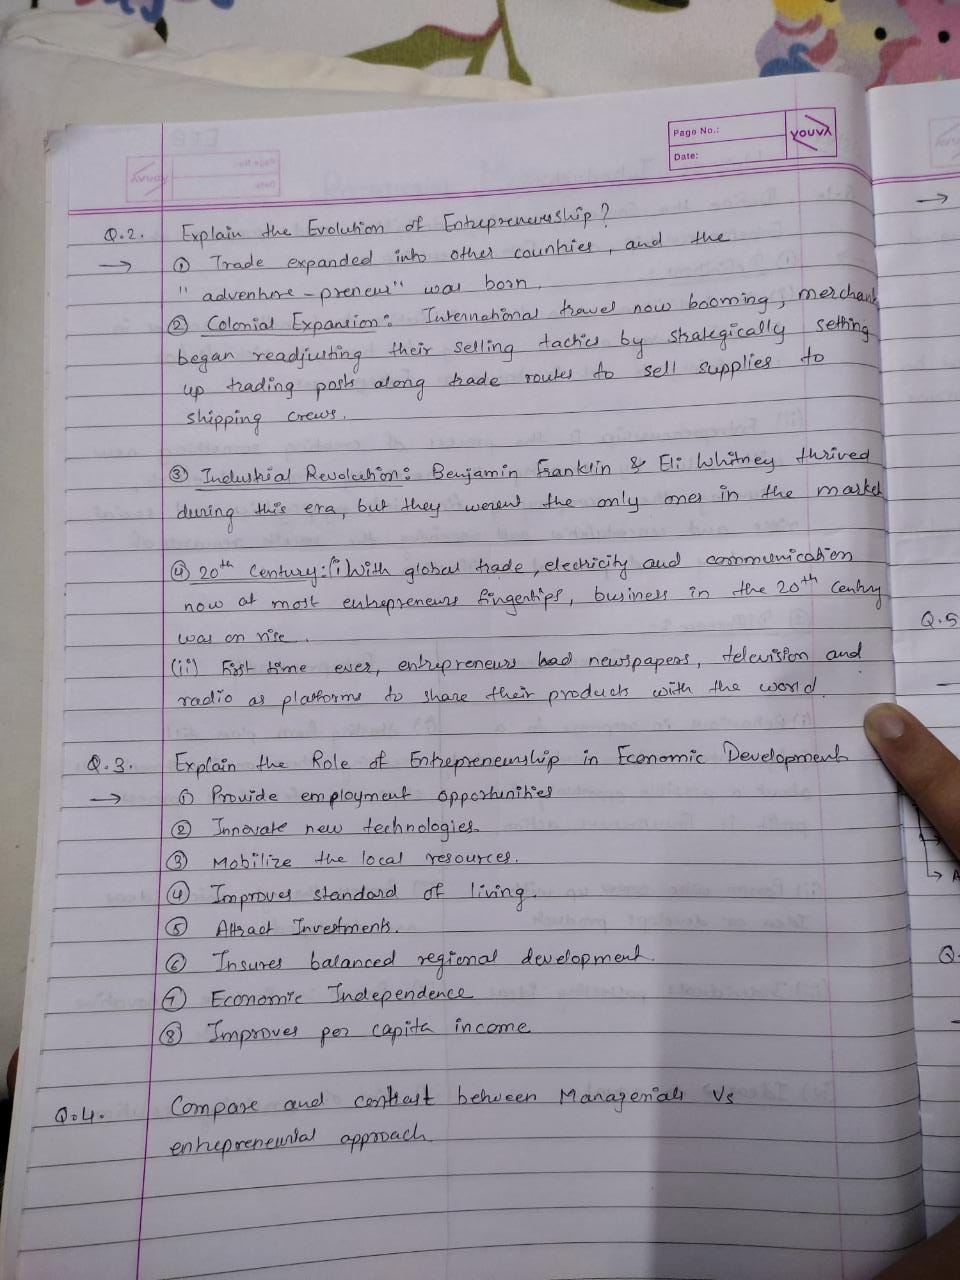 Page No.:
Date:
YOUVA
Q.2. Explain the Evolution of Entrepreneurship?
→ ① Trade expanded into other countries, and the
"adventure-preneur" was born.
② Colonial Expansion: International travel now booming, merchant
began readjusting their selling tactics by strategically setting
up trading posts along trade routes to sell supplies to
shipping crews.
③ Industrial Revolution: Benjamin Franklin & Eli Whitney thrived
during this era, but they werent the only ones in the market
④ 20th Century: (i) With global trade, electricity and communication
now at most entrepreneurs fingertips, business in the 20th Century
was on rise.
(ii) First time ever, entrepreneurs had newspapers, television and
radio as platforms to share their products with the world.
Q.3. Explain the Role of Entrepreneurship in Economic Development
→ ① Provide employment opportunities
② Innovate new technologies.
③ Mobilize the local resources.
④ Improves standard of living.
⑤ Attract Investments.
⑥ Insures balanced regional development.
⑦ Economic Independence
⑧ Improves per capita income
Q.4. Compare and contrast between Managerial Vs
entrepreneurial approach.
→
Q.5
Q.